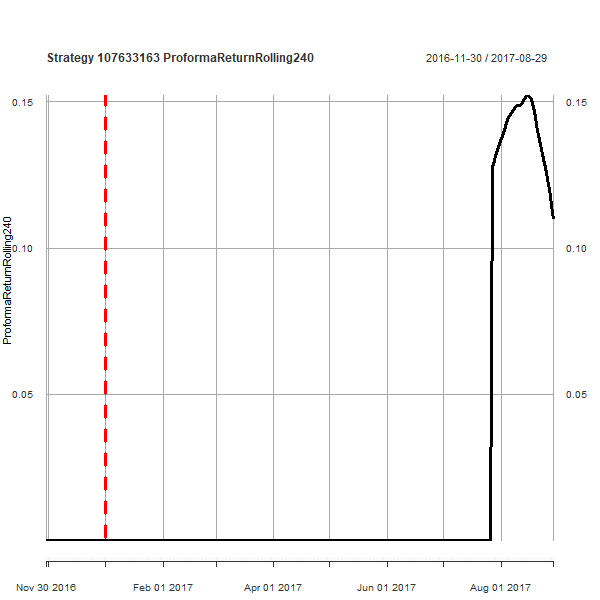 Strategy 107633163 ProformaReturnRolling240
2016-11-30 / 2017-08-29
0.15
0.15
ProformaReturnRolling240
0.10
0.10
0.05
0.05
Nov 30 2016
Feb 01 2017
Apr 01 2017
Jun 01 2017
Aug 01 2017